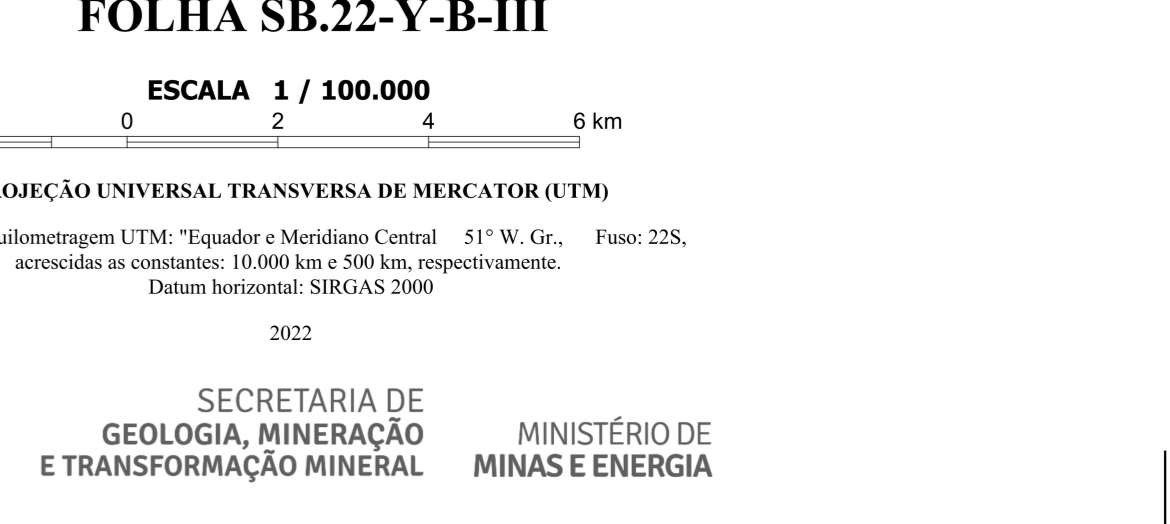 FOLHA SB.22-Y-B-III
ESCALA 1 / 100.000
0 2 4 6 km
OJEÇÃO UNIVERSAL TRANSVERSA DE MERCATOR (UTM)
uilometragem UTM: "Equador e Meridiano Central 51° W. Gr., Fuso: 22S,
acrescidas as constantes: 10.000 km e 500 km, respectivamente.
Datum horizontal: SIRGAS 2000
2022
SECRETARIA DE
GEOLOGIA, MINERAÇÃO
E TRANSFORMAÇÃO MINERAL
MINISTÉRIO DE
MINAS E ENERGIA